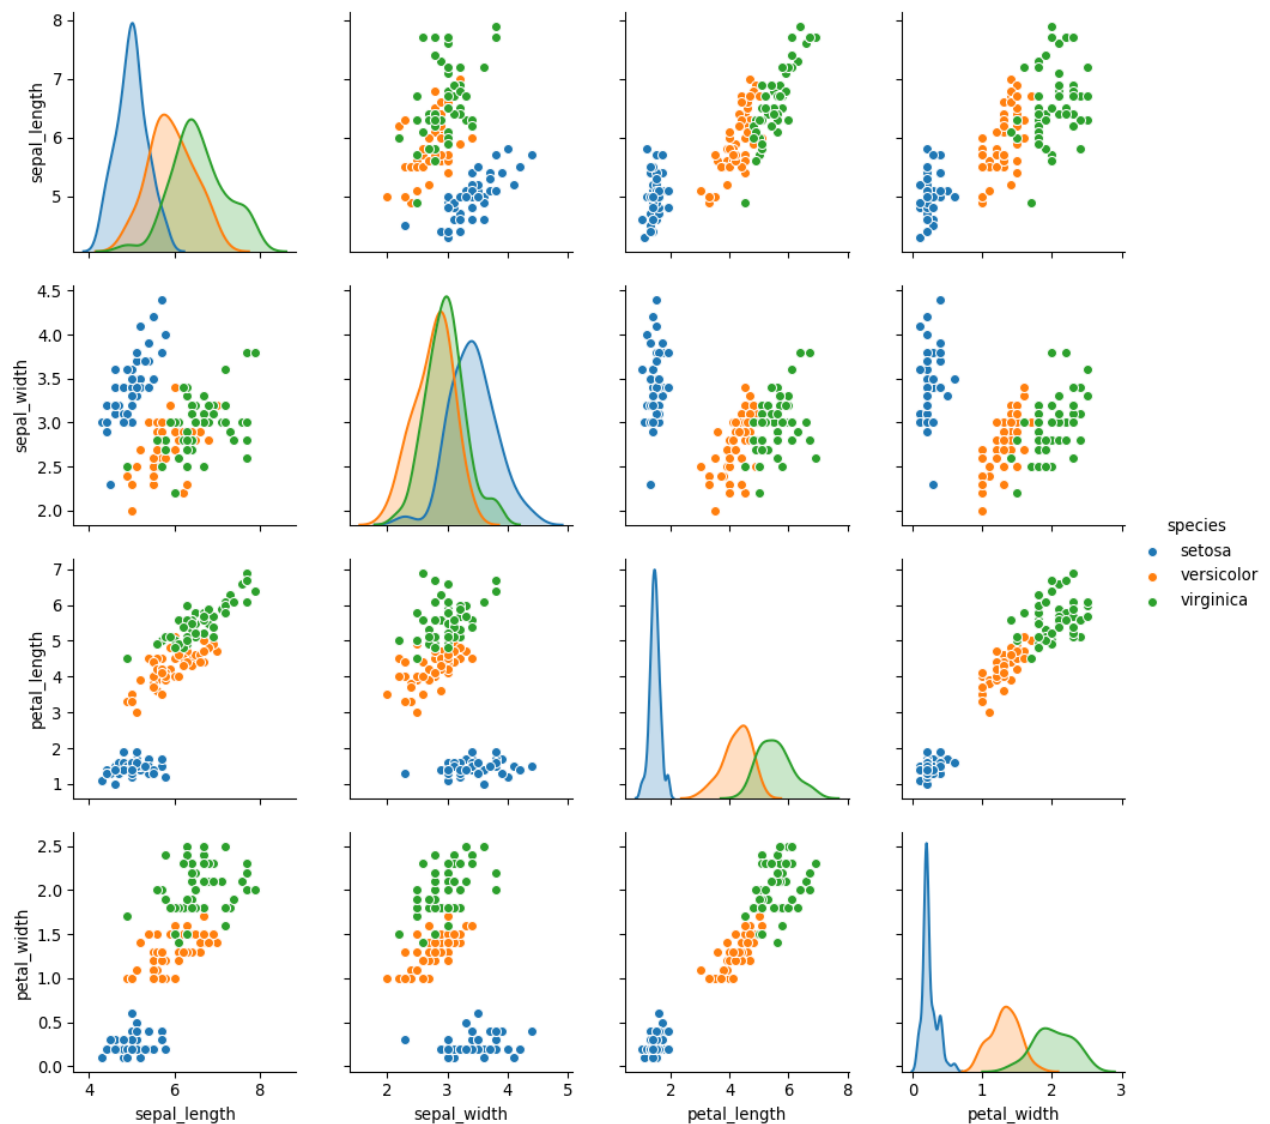 8
7
6
5
sepal_length
4.5
4.0
3.5
3.0
2.5
2.0
sepal_width
species
setosa
versicolor
virginica
7
6
5
4
3
2
1
petal_length
2.5
2.0
1.5
1.0
0.5
0.0
petal_width
4 6 8
2 3 4 5
2 4 6 8
0 1 2 3
sepal_length sepal_width petal_length petal_width